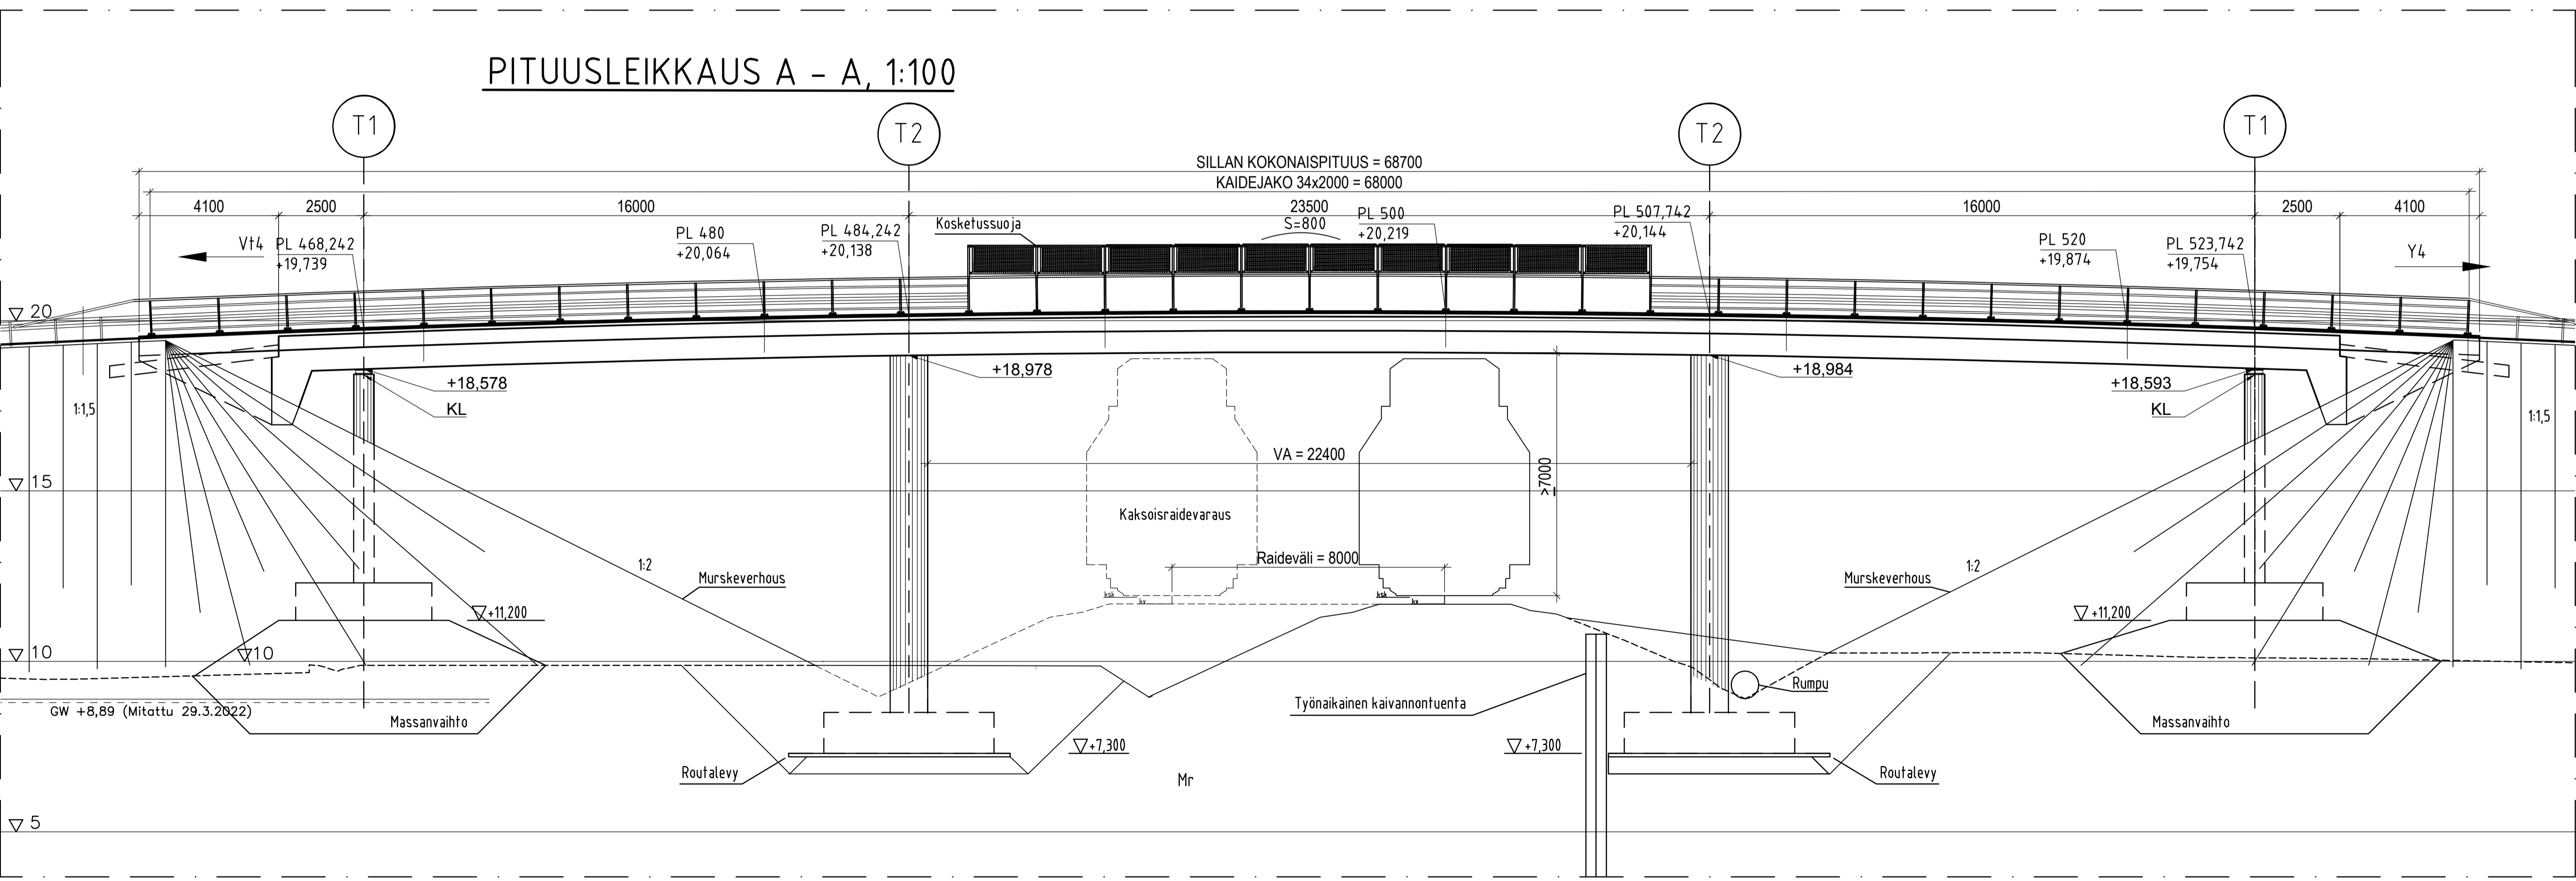 PITUUSLEIKKAUS A - A, 1:100
T1
T2
T2
T1
SILLAN KOKONAISPITUUS = 68700
KAIDEJAKO 34x2000 = 68000
4100
2500
16000
23500
16000
2500
4100
Vt4
PL 468,242
+19,739
PL 480
+20,064
PL 484,242
+20,138
Kosketussuoja
S=800
PL 500
+20,219
PL 507,742
+20,144
PL 520
+19,874
PL 523,742
+19,754
Y4
20
+18,578
KL
+18,978
+18,984
+18,593
KL
1:1,5
1:1,5
VA = 22400
≥7000
15
Kaksoisraidevaraus
Raideväli = 8000
1:2
Murskeverhous
Murskeverhous
1:2
ksk
kv
ksk
kv
+11,200
+11,200
10
10
GW +8,89 (Mitattu 29.3.2022)
Massanvaihto
Työnaikainen kaivannontuenta
Rumpu
Massanvaihto
+7,300
+7,300
Routalevy
Mr
Routalevy
5